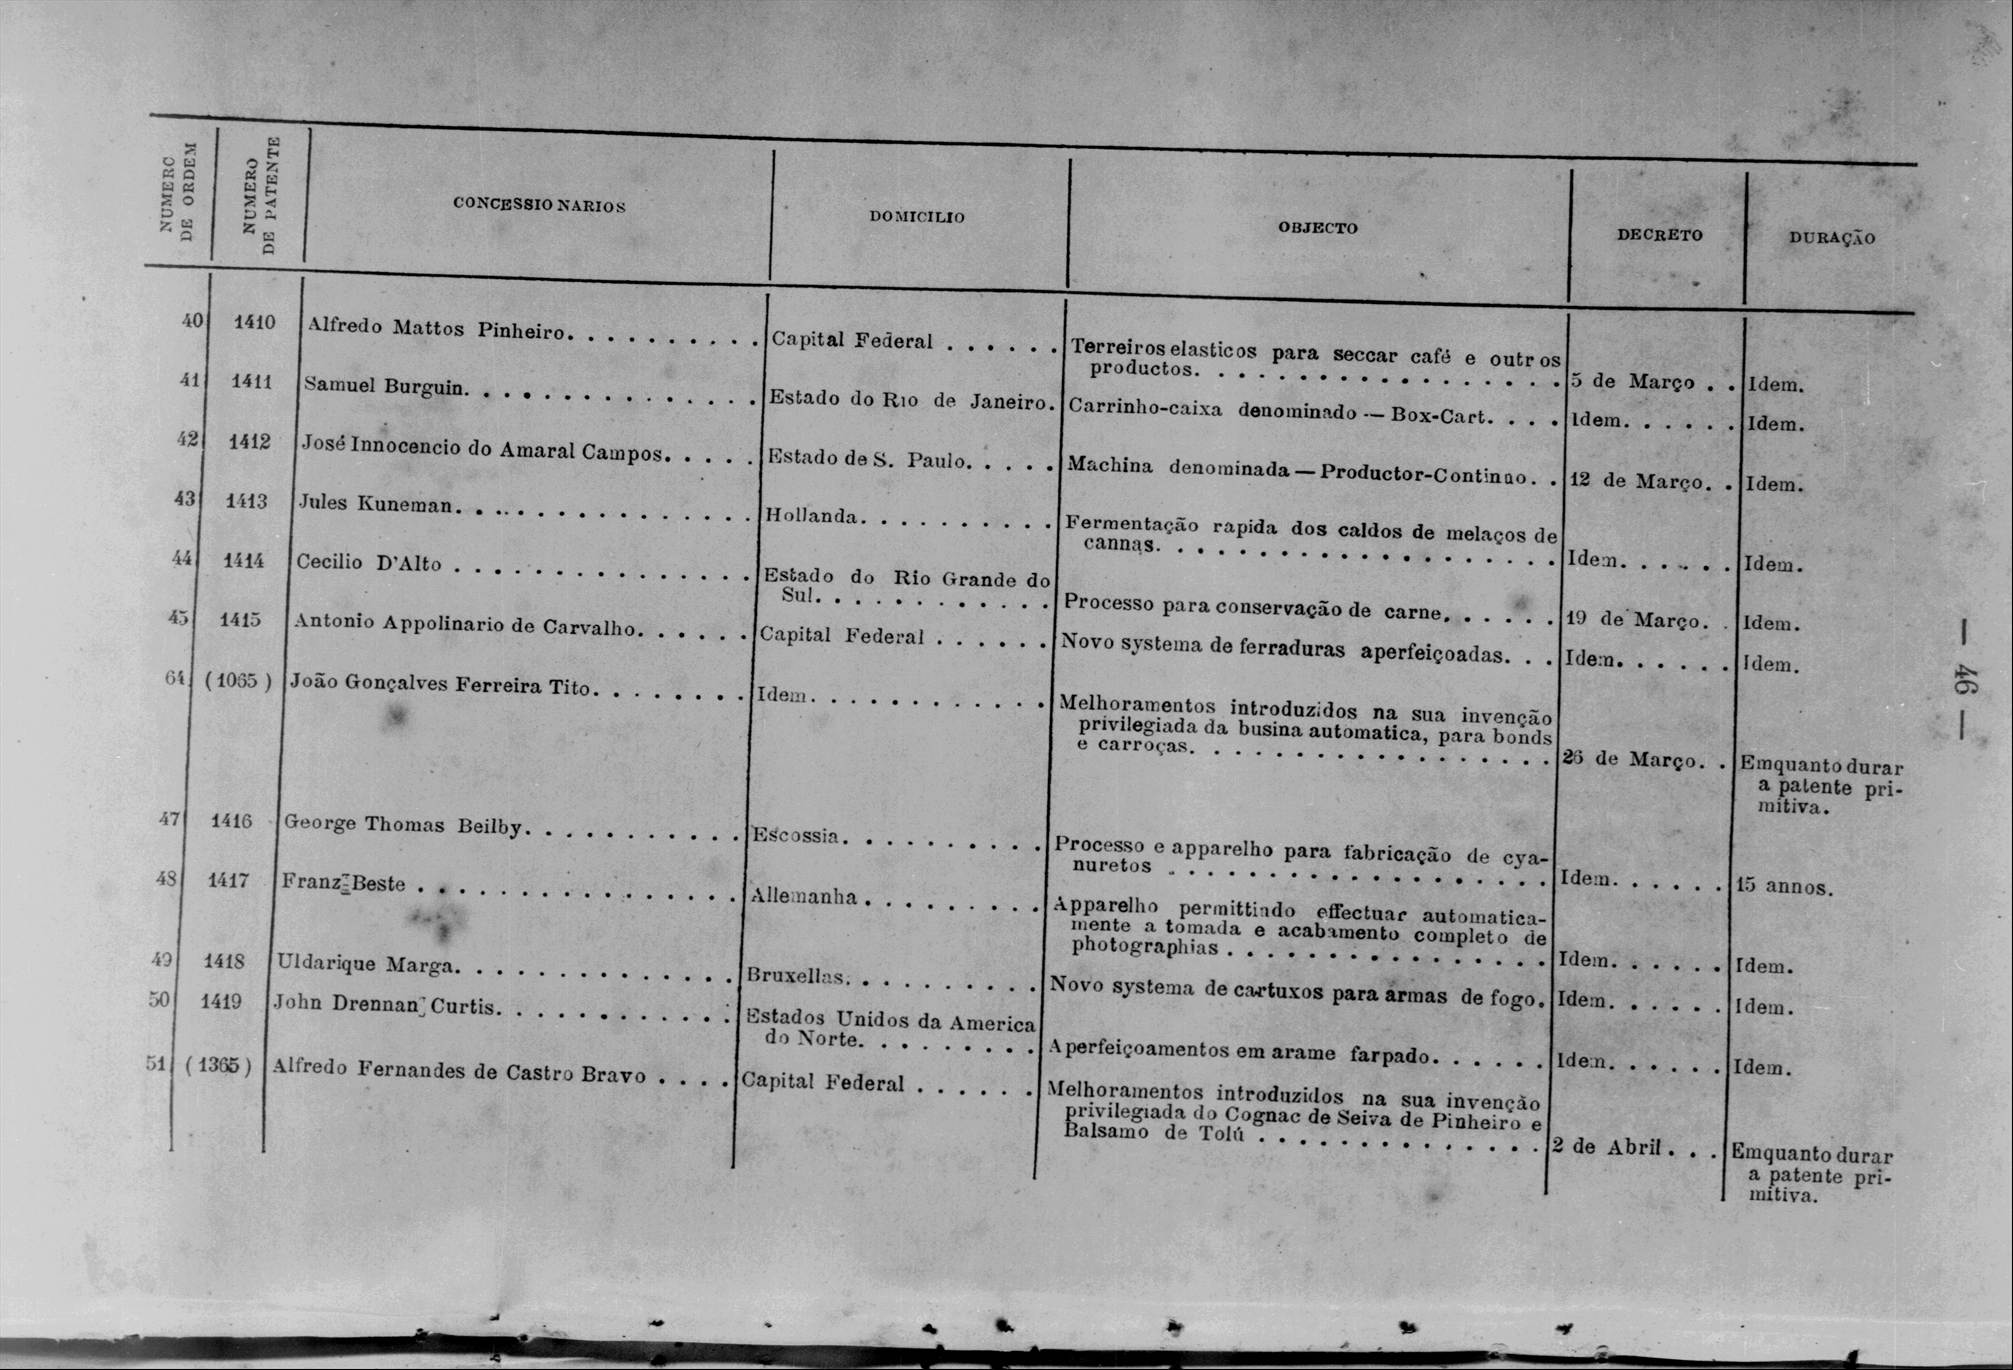 NUMERO DE ORDEM | NUMERO DE PATENTE | CONCESSIONARIOS | DOMICILIO | OBJECTO | DECRETO | DURAÇÃO
40 | 1410 | Alfredo Mattos Pinheiro. . . . . . . . . . | Capital Federal . . . . . . | Terreiros elasticos para seccar café e outros
productos. . . . . . . . . . . . . . . . . . | 5 de Março . . | Idem.
41 | 1411 | Samuel Burguin. . . . . . . . . . . . . . . | Estado do Rio de Janeiro. | Carrinho-caixa denominado — Box-Cart. . . . | Idem. . . . . . | Idem.
42 | 1412 | José Innocencio do Amaral Campos. . . . . | Estado de S. Paulo. . . . . | Machina denominada — Productor-Continuo. . | 12 de Março. . | Idem.
43 | 1413 | Jules Kuneman. . . . . . . . . . . . . . . | Hollanda. . . . . . . . . . | Fermentação rapida dos caldos de melaços de
cannas. . . . . . . . . . . . . . . . . . . . | Idem. . . . . . | Idem.
44 | 1414 | Cecilio D'Alto . . . . . . . . . . . . . . . | Estado do Rio Grande do
Sul. . . . . . . . . . . . | Processo para conservação de carne. . . . . . | 19 de Março. . | Idem.
45 | 1415 | Antonio Appolinario de Carvalho. . . . . . | Capital Federal . . . . . . | Novo systema de ferraduras aperfeiçoadas. . . | Idem. . . . . . | Idem.
64 | (1065) | João Gonçalves Ferreira Tito. . . . . . . . | Idem. . . . . . . . . . . . | Melhoramentos introduzidos na sua invenção
privilegiada da busina automatica, para bonds
e carroças. . . . . . . . . . . . . . . . . . | 26 de Março. . | Emquanto durar
a patente pri-
mitiva.
— 46 —
47 | 1416 | George Thomas Beilby. . . . . . . . . . . | Escossia. . . . . . . . . . | Processo e apparelho para fabricação de cya-
nuretos . . . . . . . . . . . . . . . . . . . | Idem. . . . . . | 15 annos.
48 | 1417 | Franz Beste . . . . . . . . . . . . . . . . | Allemanha . . . . . . . . . | Apparelho permittindo effectuar automatica-
mente a tomada e acabamento completo de
photographias . . . . . . . . . . . . . . . . | Idem. . . . . . | Idem.
49 | 1418 | Uldarique Marga. . . . . . . . . . . . . . | Bruxellas. . . . . . . . . . | Novo systema de cartuxos para armas de fogo. | Idem. . . . . . | Idem.
50 | 1419 | John Drennan Curtis. . . . . . . . . . . . | Estados Unidos da America
do Norte. . . . . . . . . | Aperfeiçoamentos em arame farpado. . . . . . | Idem. . . . . . | Idem.
51 | (1365) | Alfredo Fernandes de Castro Bravo . . . . | Capital Federal . . . . . . | Melhoramentos introduzidos na sua invenção
privilegiada do Cognac de Seiva de Pinheiro e
Balsamo de Tolú . . . . . . . . . . . . . . | 2 de Abril . . . | Emquanto durar
a patente pri-
mitiva.